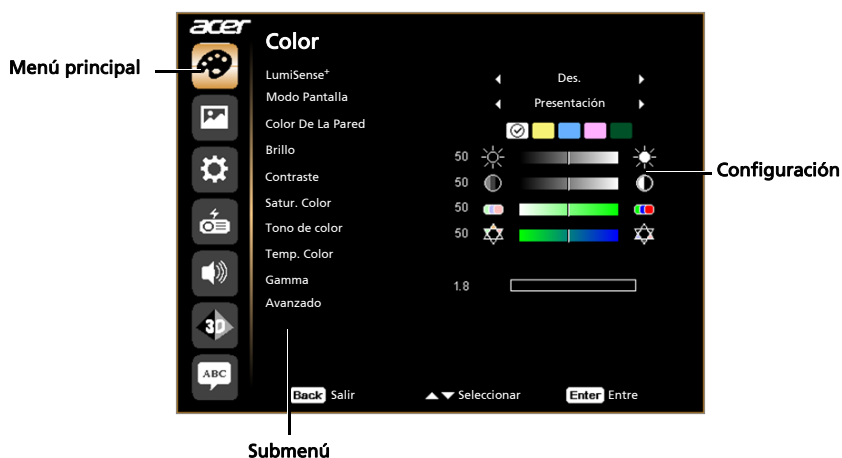 acer
Color
Menú principal
LumiSense+ Des.
Modo Pantalla Presentación
Color De La Pared
Brillo 50
Configuración
Contraste 50
Satur. Color 50
Tono de color 50
Temp. Color
Gamma 1.8
Avanzado
3D
ABC
Back Salir Seleccionar Enter Entre
Submenú